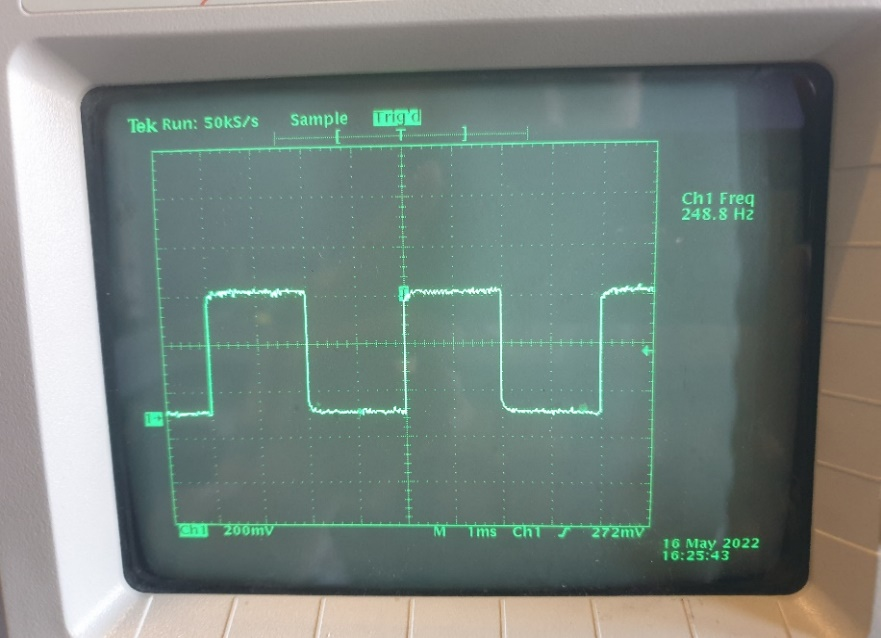 Tek Run: 50kS/s Sample Trig'd
[ T ]
Ch1 Freq
248.8 Hz
1→
Ch1 200mV M 1ms Ch1 272mV
16 May 2022
16:25:43